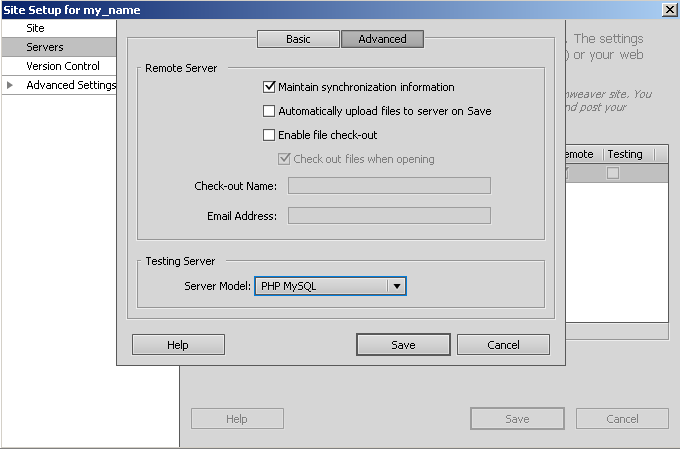 Site Setup for my_name
Site
Servers
Version Control
Advanced Settings
Basic
Advanced
. The settings
) or your web
Remote Server
Maintain synchronization information
Automatically upload files to server on Save
Enable file check-out
Check out files when opening
Check-out Name:
Email Address:
oweaver site. You
nd post your
emote
Testing
Testing Server
Server Model:
PHP MySQL
Help
Save
Cancel
Help
Save
Cancel